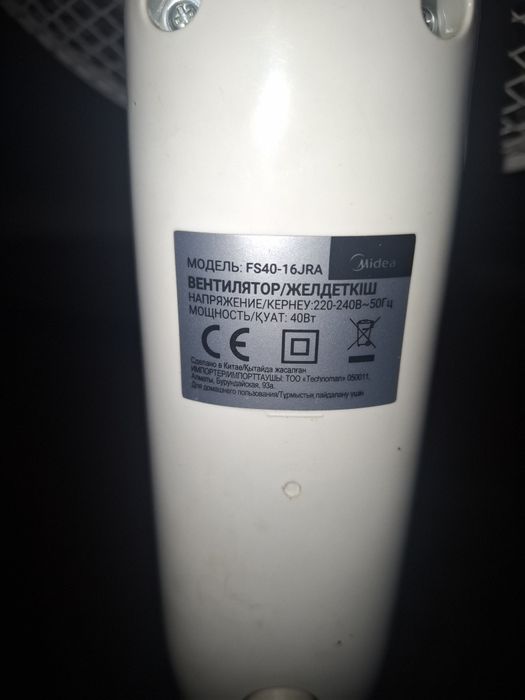 МОДЕЛЬ: FS40-16JRA
Midea
ВЕНТИЛЯТОР/ЖЕЛДЕТКІШ
НАПРЯЖЕНИЕ/КЕРНЕУ:220-240В~50Гц
МОЩНОСТЬ/ҚУАТ: 40Вт
CE
Сделано в Китае/Қытайда жасалған
ИМПОРТЕР/ИМПОРТТАУШЫ: ТОО «Technoman» 050011,
Алматы, Бурундайская, 93а.
Для домашнего пользования/Тұрмыстық пайдалану үшін